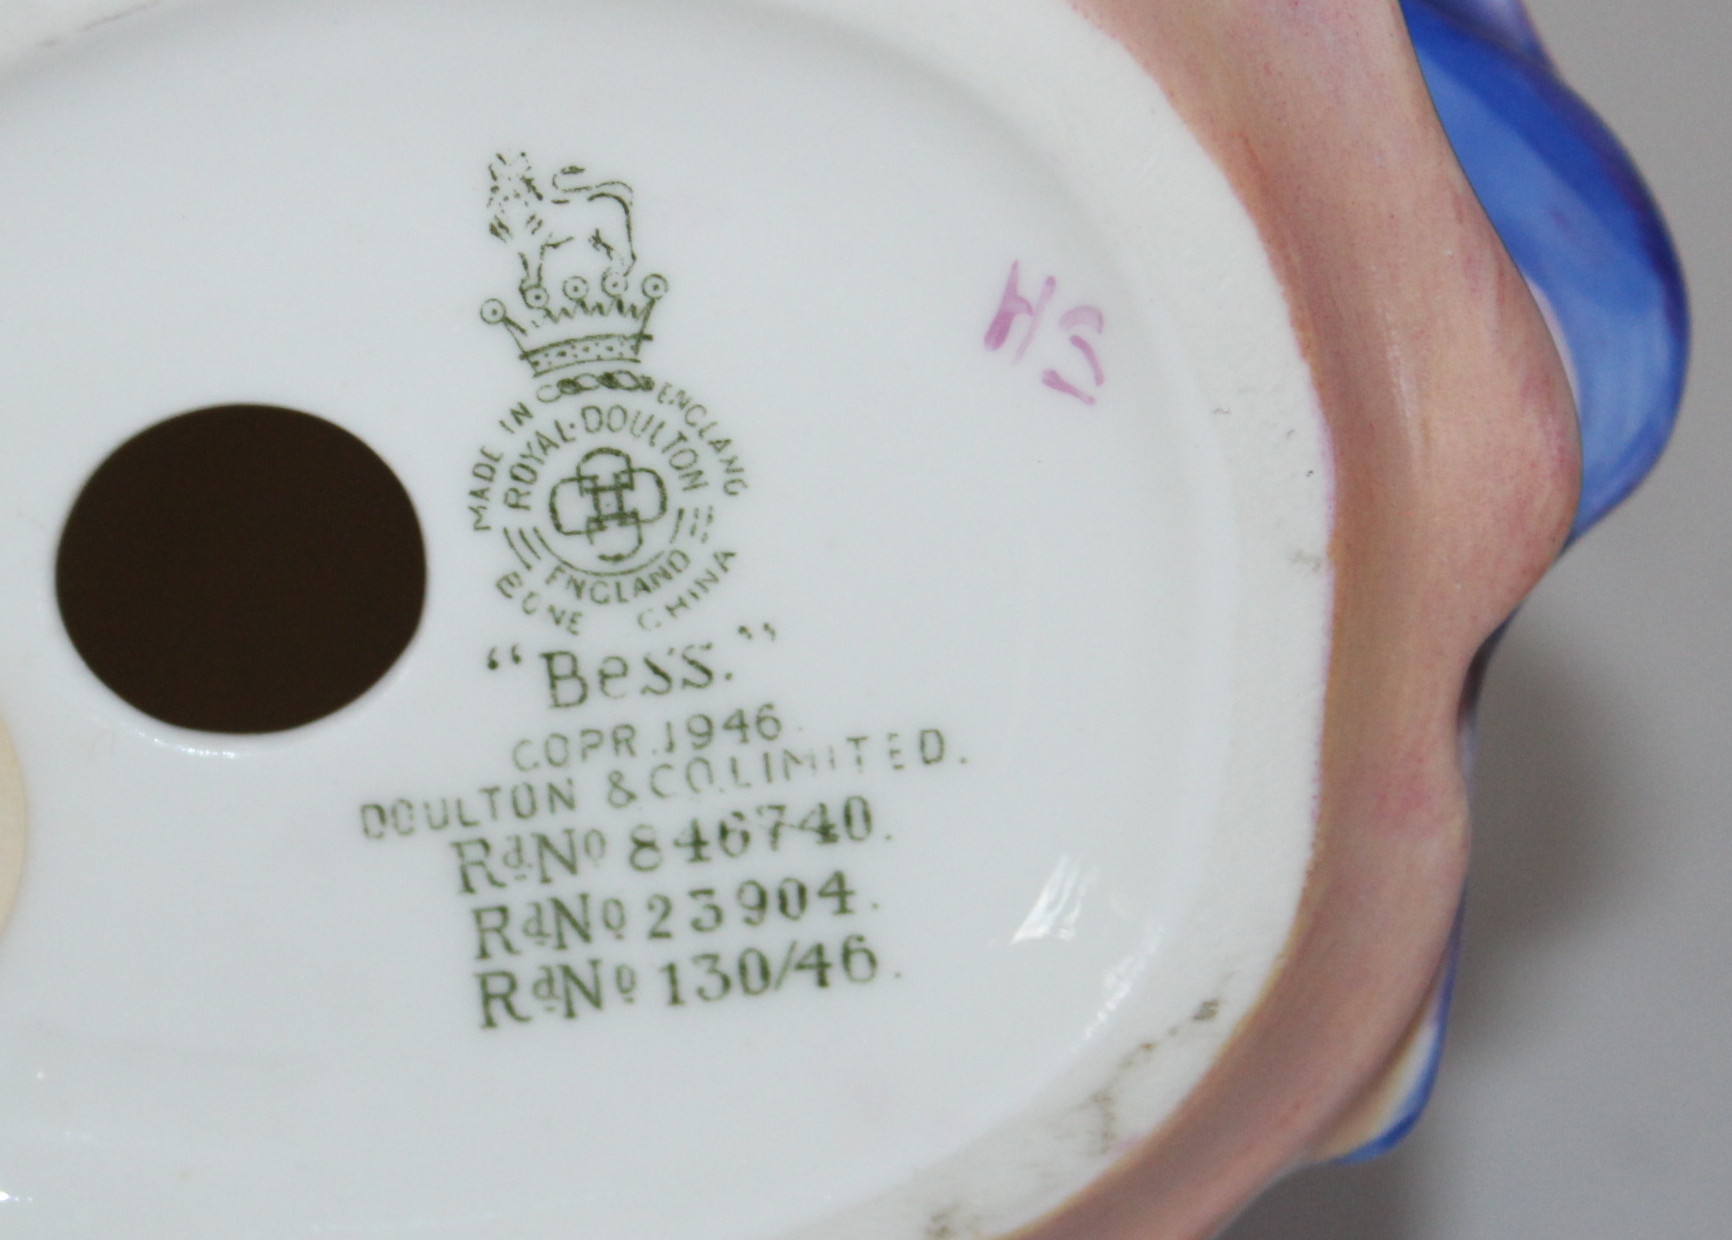 MADE IN ENGLAND
ROYAL·DOULTON
ENGLAND
BONE CHINA
"Bess."
COPR.1946.
DOULTON & CO.LIMITED.
RdNo 846740.
RdNo 23904.
RdNo 130/46.
HS